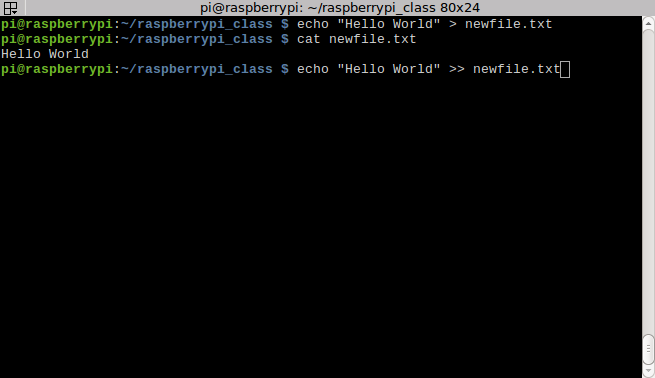 pi@raspberrypi: ~/raspberrypi_class 80x24
pi@raspberrypi:~/raspberrypi_class $ echo "Hello World" > newfile.txt
pi@raspberrypi:~/raspberrypi_class $ cat newfile.txt
Hello World
pi@raspberrypi:~/raspberrypi_class $ echo "Hello World" >> newfile.txt